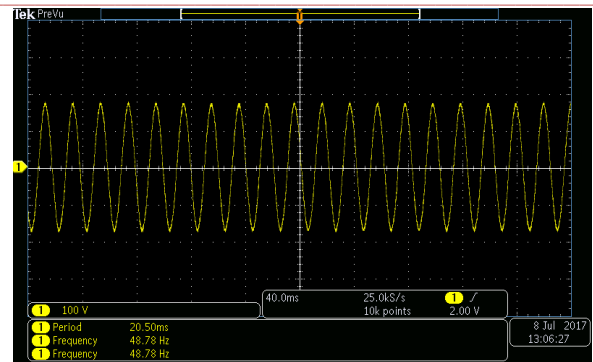 Tek PreVu
T
1
1 100 V
40.0ms 25.0kS/s 1
10k points 2.00 V
1 Period 20.50ms
1 Frequency 48.78 Hz
1 Frequency 48.78 Hz
8 Jul 2017
13:06:27